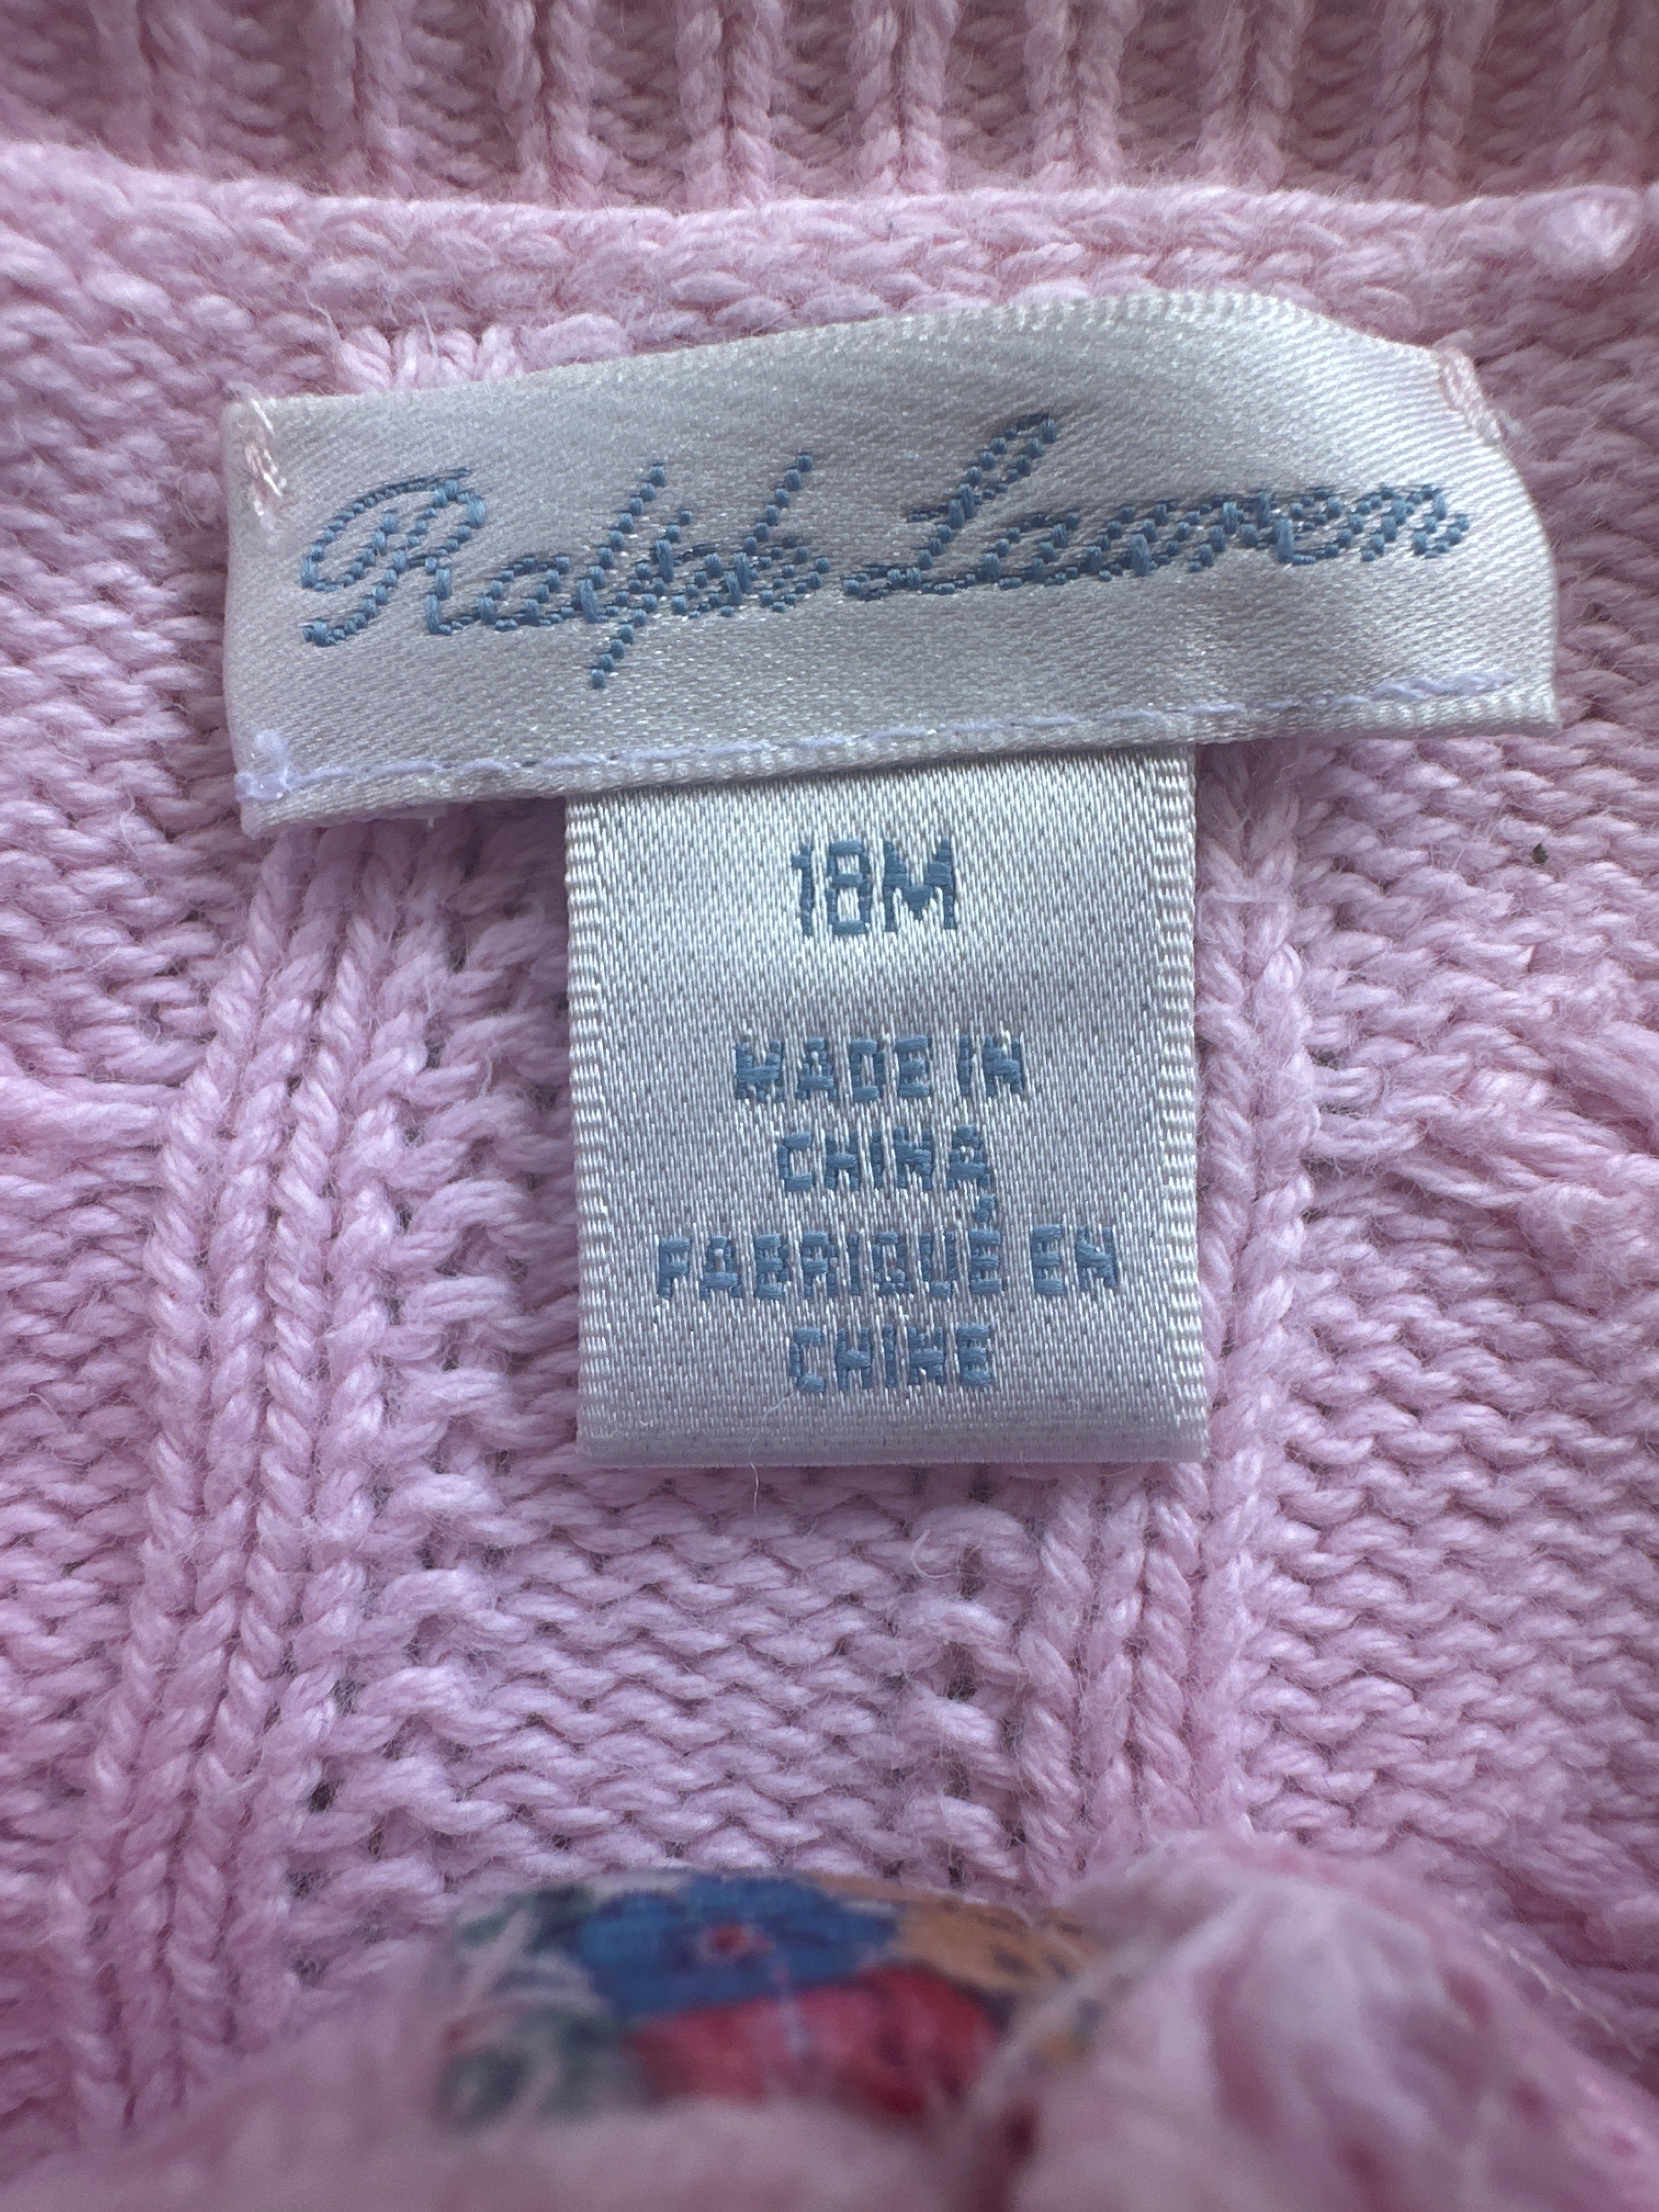 Ralph Lauren
18M
MADE IN
CHINA
FABRIQUÉ EN
CHINE